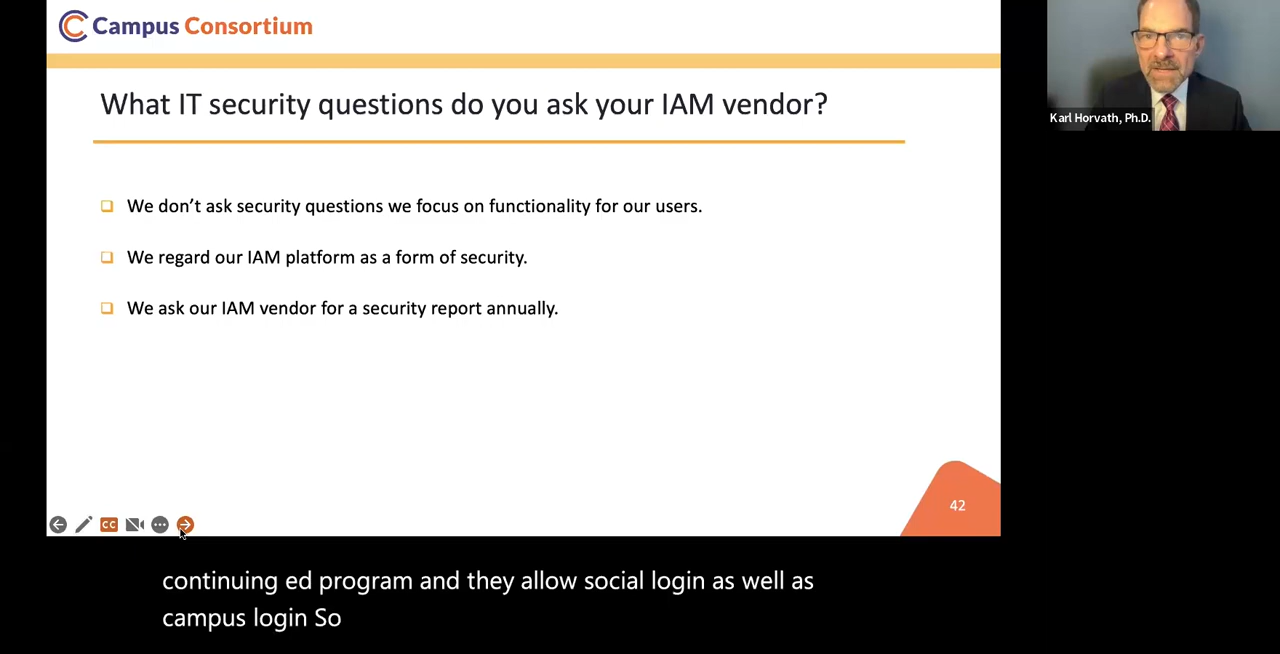 Campus Consortium
What IT security questions do you ask your IAM vendor?
Karl Horvath, Ph.D.
We don’t ask security questions we focus on functionality for our users.
We regard our IAM platform as a form of security.
We ask our IAM vendor for a security report annually.
42
CC
continuing ed program and they allow social login as well as
campus login So